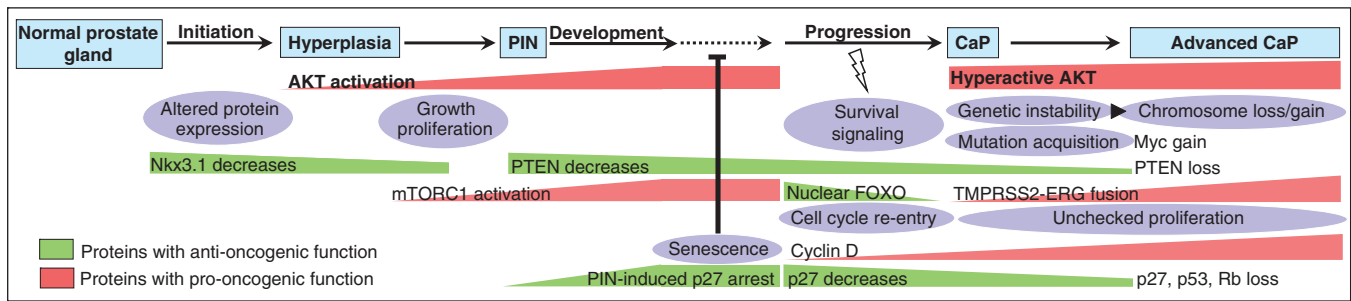 Normal prostate
gland
Initiation
Hyperplasia
PIN
Development
Progression
CaP
Advanced CaP
AKT activation
Hyperactive AKT
Altered protein
expression
Growth
proliferation
Survival
signaling
Genetic instability
Chromosome loss/gain
Mutation acquisition
Myc gain
Nkx3.1 decreases
PTEN decreases
PTEN loss
mTORC1 activation
Nuclear FOXO
TMPRSS2-ERG fusion
Cell cycle re-entry
Unchecked proliferation
Proteins with anti-oncogenic function
Senescence
Cyclin D
Proteins with pro-oncogenic function
PIN-induced p27 arrest
p27 decreases
p27, p53, Rb loss